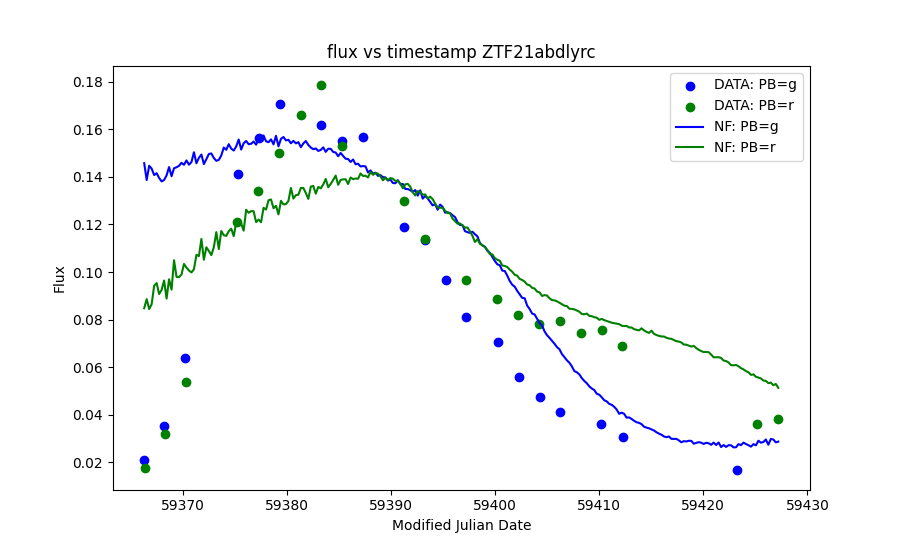 flux vs timestamp ZTF21abdlyrc
DATA: PB=g
DATA: PB=r
NF: PB=g
NF: PB=r
0.18
0.16
0.14
0.12
0.10
0.08
0.06
0.04
0.02
Flux
59370 59380 59390 59400 59410 59420 59430
Modified Julian Date